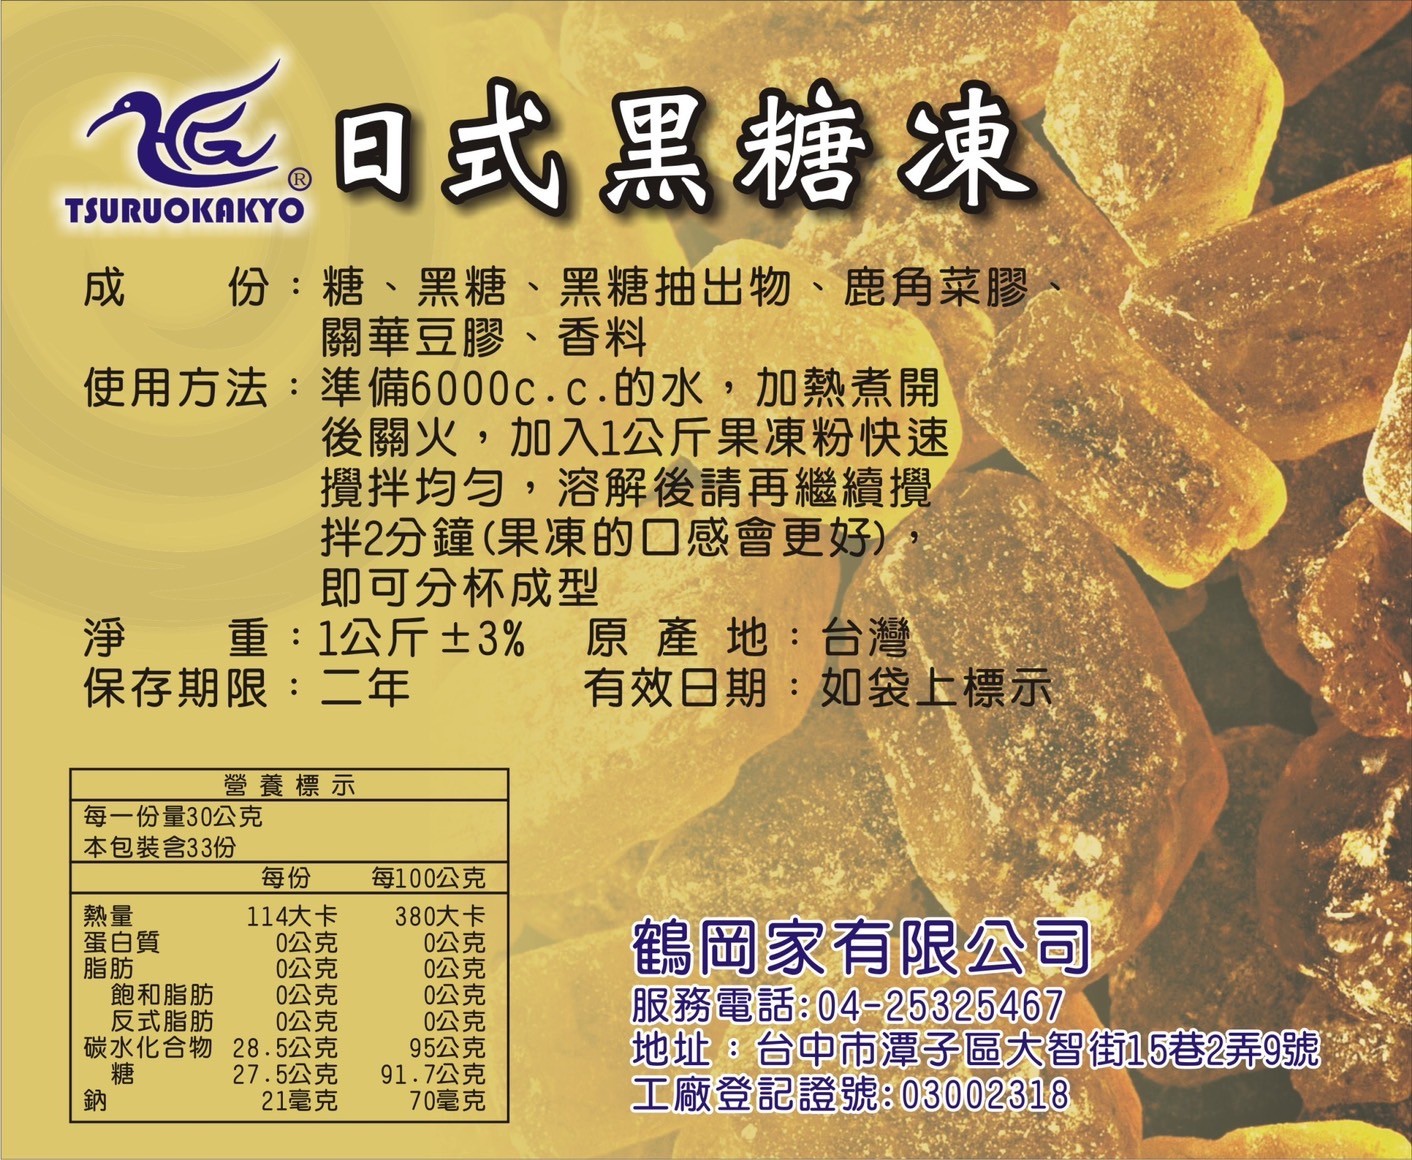 HG
®
TSURUOKAKYO
日式黑糖凍
成份：糖、黑糖、黑糖抽出物、鹿角菜膠、
關華豆膠、香料
使用方法：準備6000c.c.的水，加熱煮開
後關火，加入1公斤果凍粉快速
攪拌均勻，溶解後請再繼續攪
拌2分鐘(果凍的口感會更好)，
即可分杯成型
淨重：1公斤±3% 原產地：台灣
保存期限：二年 有效日期：如袋上標示
營養標示
每一份量30公克
本包裝含33份
每份 每100公克
熱量 114大卡 380大卡
蛋白質 0公克 0公克
脂肪 0公克 0公克
飽和脂肪 0公克 0公克
反式脂肪 0公克 0公克
碳水化合物 28.5公克 95公克
糖 27.5公克 91.7公克
鈉 21毫克 70毫克
鶴岡家有限公司
服務電話:04-25325467
地址：台中市潭子區大智街15巷2弄9號
工廠登記證號:03002318